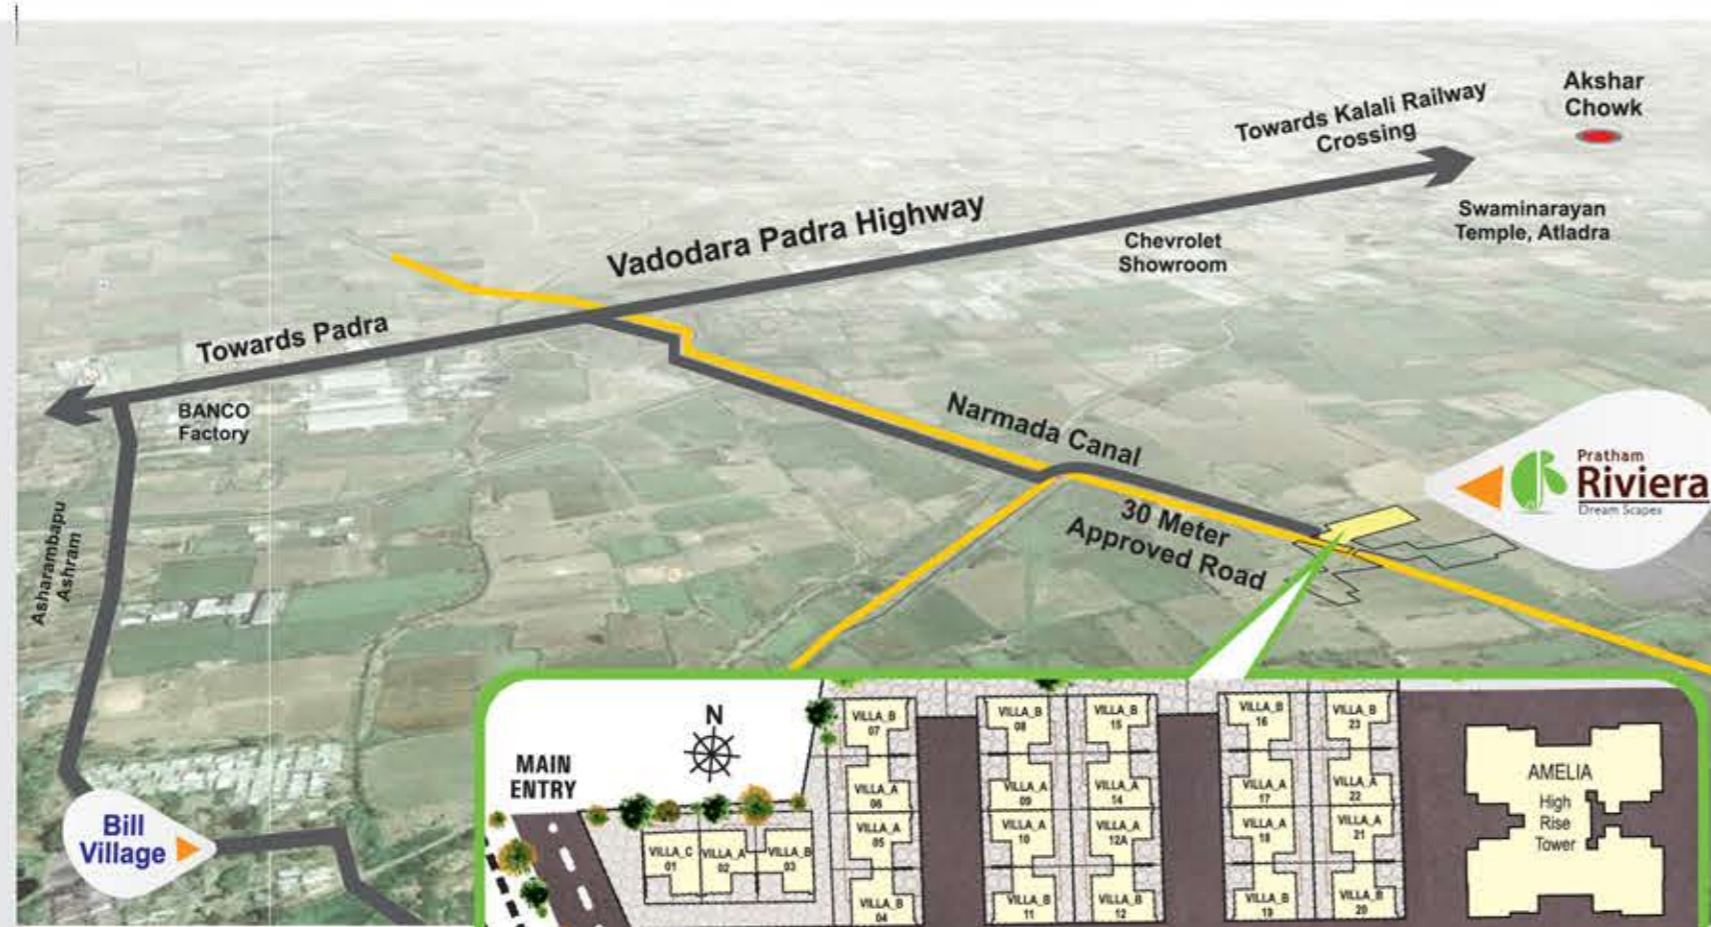 Akshar
Chowk
Towards Kalali Railway
Crossing
Swaminarayan
Temple, Atladra
Vadodara Padra Highway
Chevrolet
Showroom
Towards Padra
BANCO
Factory
Narmada Canal
30 Meter
Approved Road
Pratham
Riviera
Dream Scapes
Asharambapu
Ashram
Bill
Village
N
MAIN
ENTRY
VILLA_C
01
VILLA_A
02
VILLA_B
03
VILLA_B
07
VILLA_A
06
VILLA_A
05
VILLA_B
04
VILLA_B
08
VILLA_A
09
VILLA_A
10
VILLA_B
11
VILLA_B
15
VILLA_A
14
VILLA_A
12A
VILLA_B
12
VILLA_B
16
VILLA_A
17
VILLA_A
18
VILLA_B
19
VILLA_B
23
VILLA_A
22
VILLA_A
21
VILLA_B
20
AMELIA
High
Rise
Tower